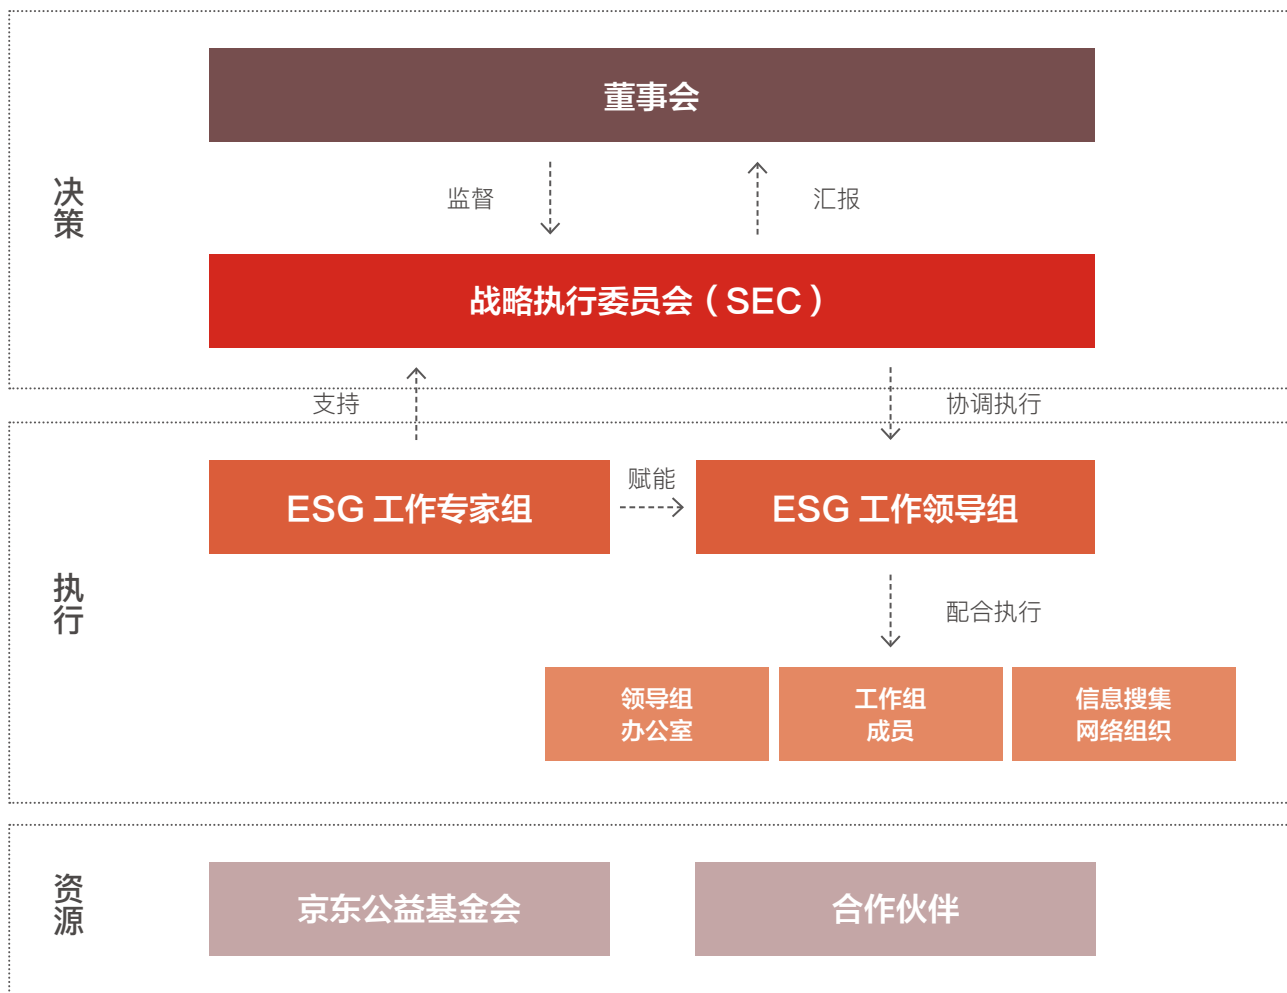 决策
董事会
监督
汇报
战略执行委员会（SEC）
支持
协调执行
执行
ESG 工作专家组
赋能
ESG 工作领导组
配合执行
领导组
办公室
工作组
成员
信息搜集
网络组织
资源
京东公益基金会
合作伙伴